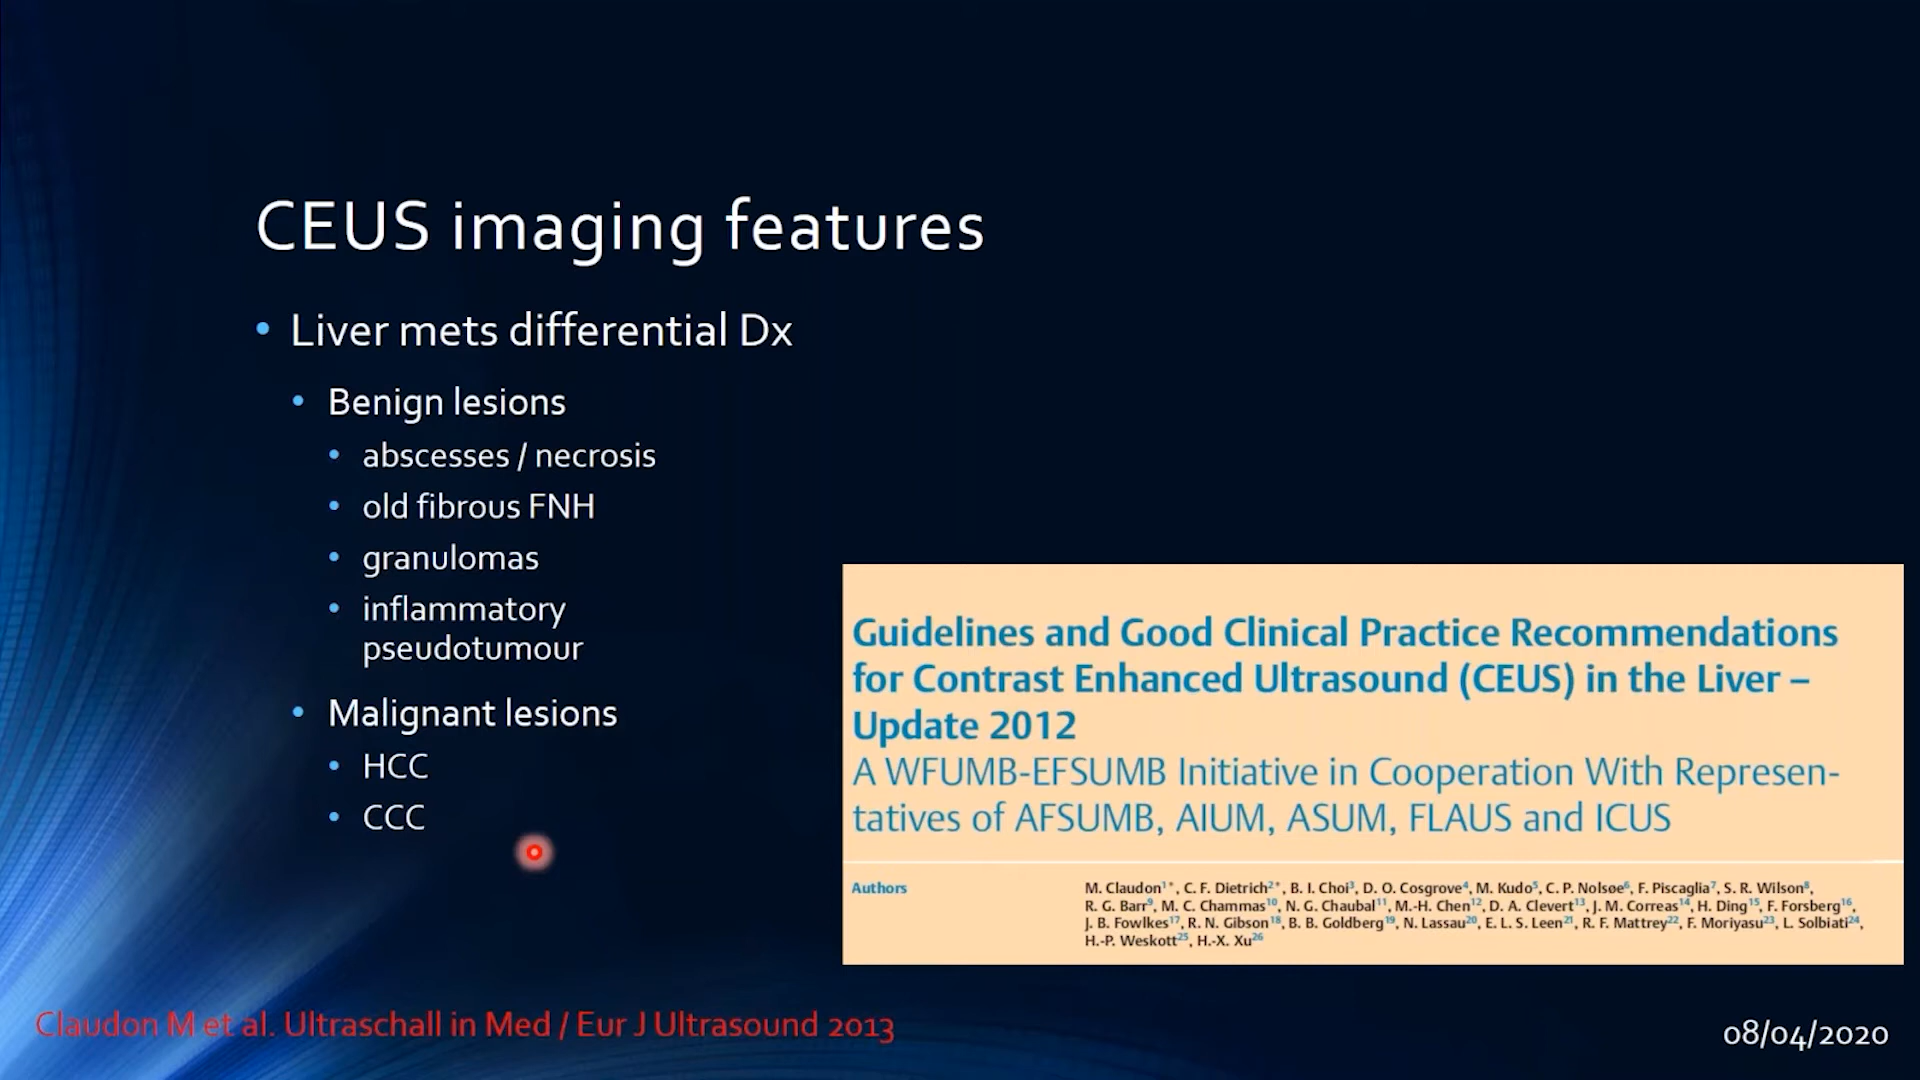 CEUS imaging features
• Liver mets differential Dx
• Benign lesions
• abscesses / necrosis
• old fibrous FNH
• granulomas
• inflammatory
pseudotumour
• Malignant lesions
• HCC
• CCC
Guidelines and Good Clinical Practice Recommendations
for Contrast Enhanced Ultrasound (CEUS) in the Liver –
Update 2012
A WFUMB-EFSUMB Initiative in Cooperation With Represen-
tatives of AFSUMB, AIUM, ASUM, FLAUS and ICUS
Authors
M. Claudon1*, C. F. Dietrich2*, B. I. Choi3, D. O. Cosgrove4, M. Kudo5, C. P. Nolsøe6, F. Piscaglia7, S. R. Wilson8,
R. G. Barr9, M. C. Chammas10, N. G. Chaubal11, M.-H. Chen12, D. A. Clevert13, J. M. Correas14, H. Ding15, F. Forsberg16,
J. B. Fowlkes17, R. N. Gibson18, B. B. Goldberg19, N. Lassau20, E. L. S. Leen21, R. F. Mattrey22, F. Moriyasu23, L. Solbiati24,
H.-P. Weskott25, H.-X. Xu26
Claudon M et al. Ultraschall in Med / Eur J Ultrasound 2013
08/04/2020